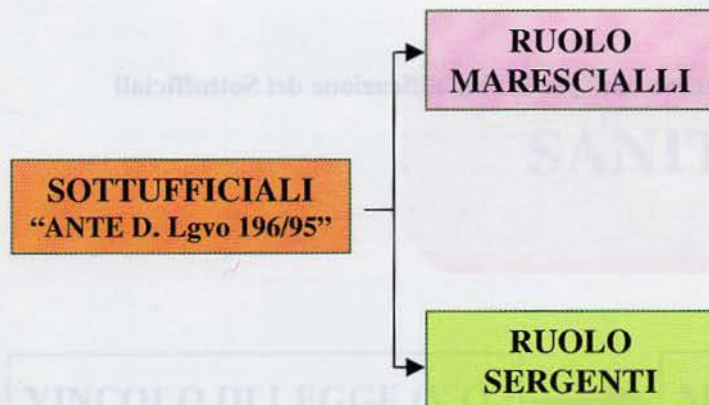 RUOLO
MARESCIALLI
SOTTUFFICIALI
“ANTE D. Lgvo 196/95”
RUOLO
SERGENTI